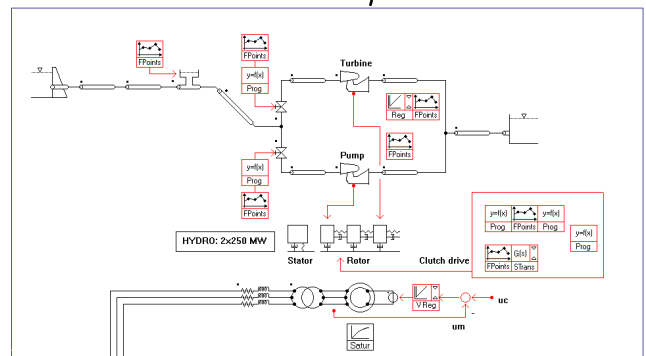 FPoints
FPoints
y=f(x)
Prog
Turbine
Reg FPoints
FPoints
Pump
y=f(x)
Prog
FPoints
y=f(x) y=f(x)
Prog FPoints Prog
y=f(x)
Prog
G(s)
FPoints STrans
HYDRO: 2x250 MW
Stator Rotor Clutch drive
V Reg
uc
-
um
Satur